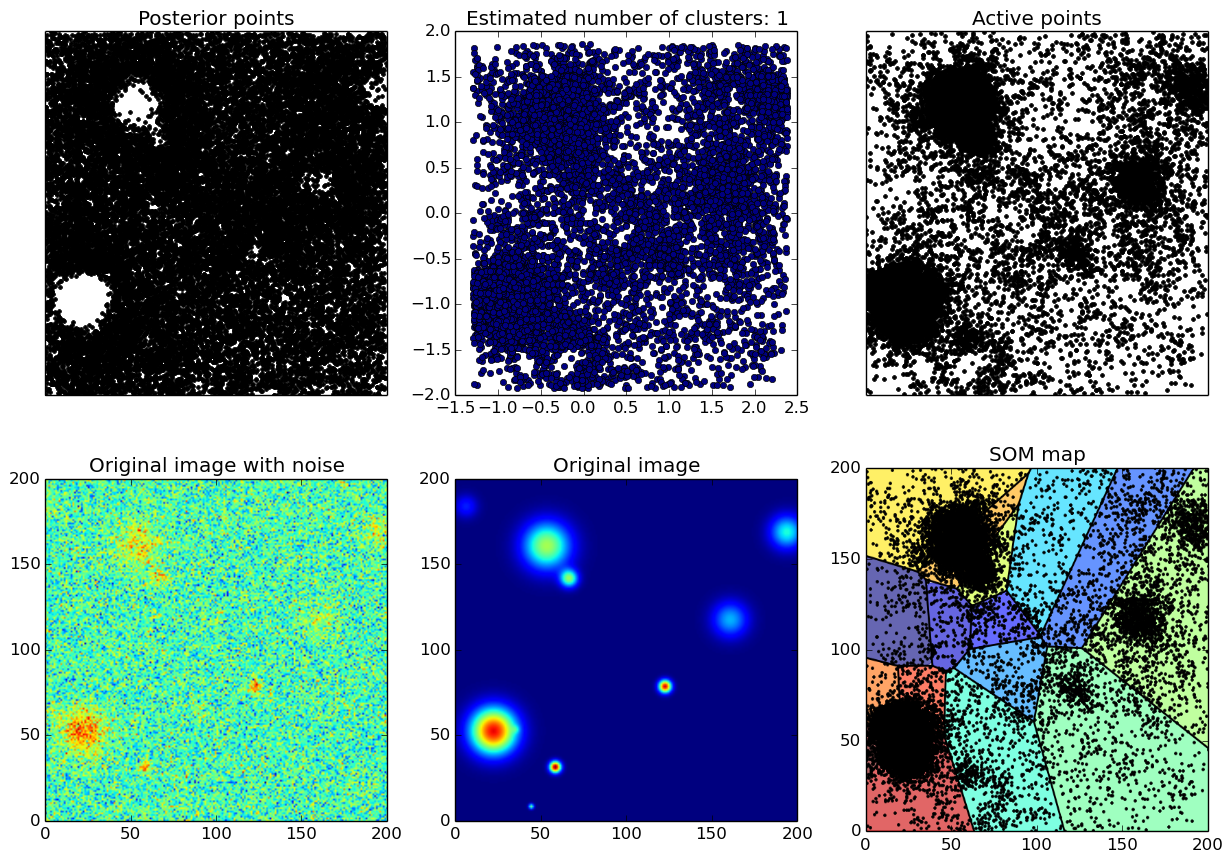 Posterior points
Estimated number of clusters: 1
Active points
2.0
1.5
1.0
0.5
0.0
−0.5
−1.0
−1.5
−2.0
−1.5 −1.0 −0.5 0.0 0.5 1.0 1.5 2.0 2.5
Original image with noise
Original image
SOM map
200
150
100
50
0
0 50 100 150 200
200
150
100
50
0
0 50 100 150 200
200
150
100
50
0
0 50 100 150 200